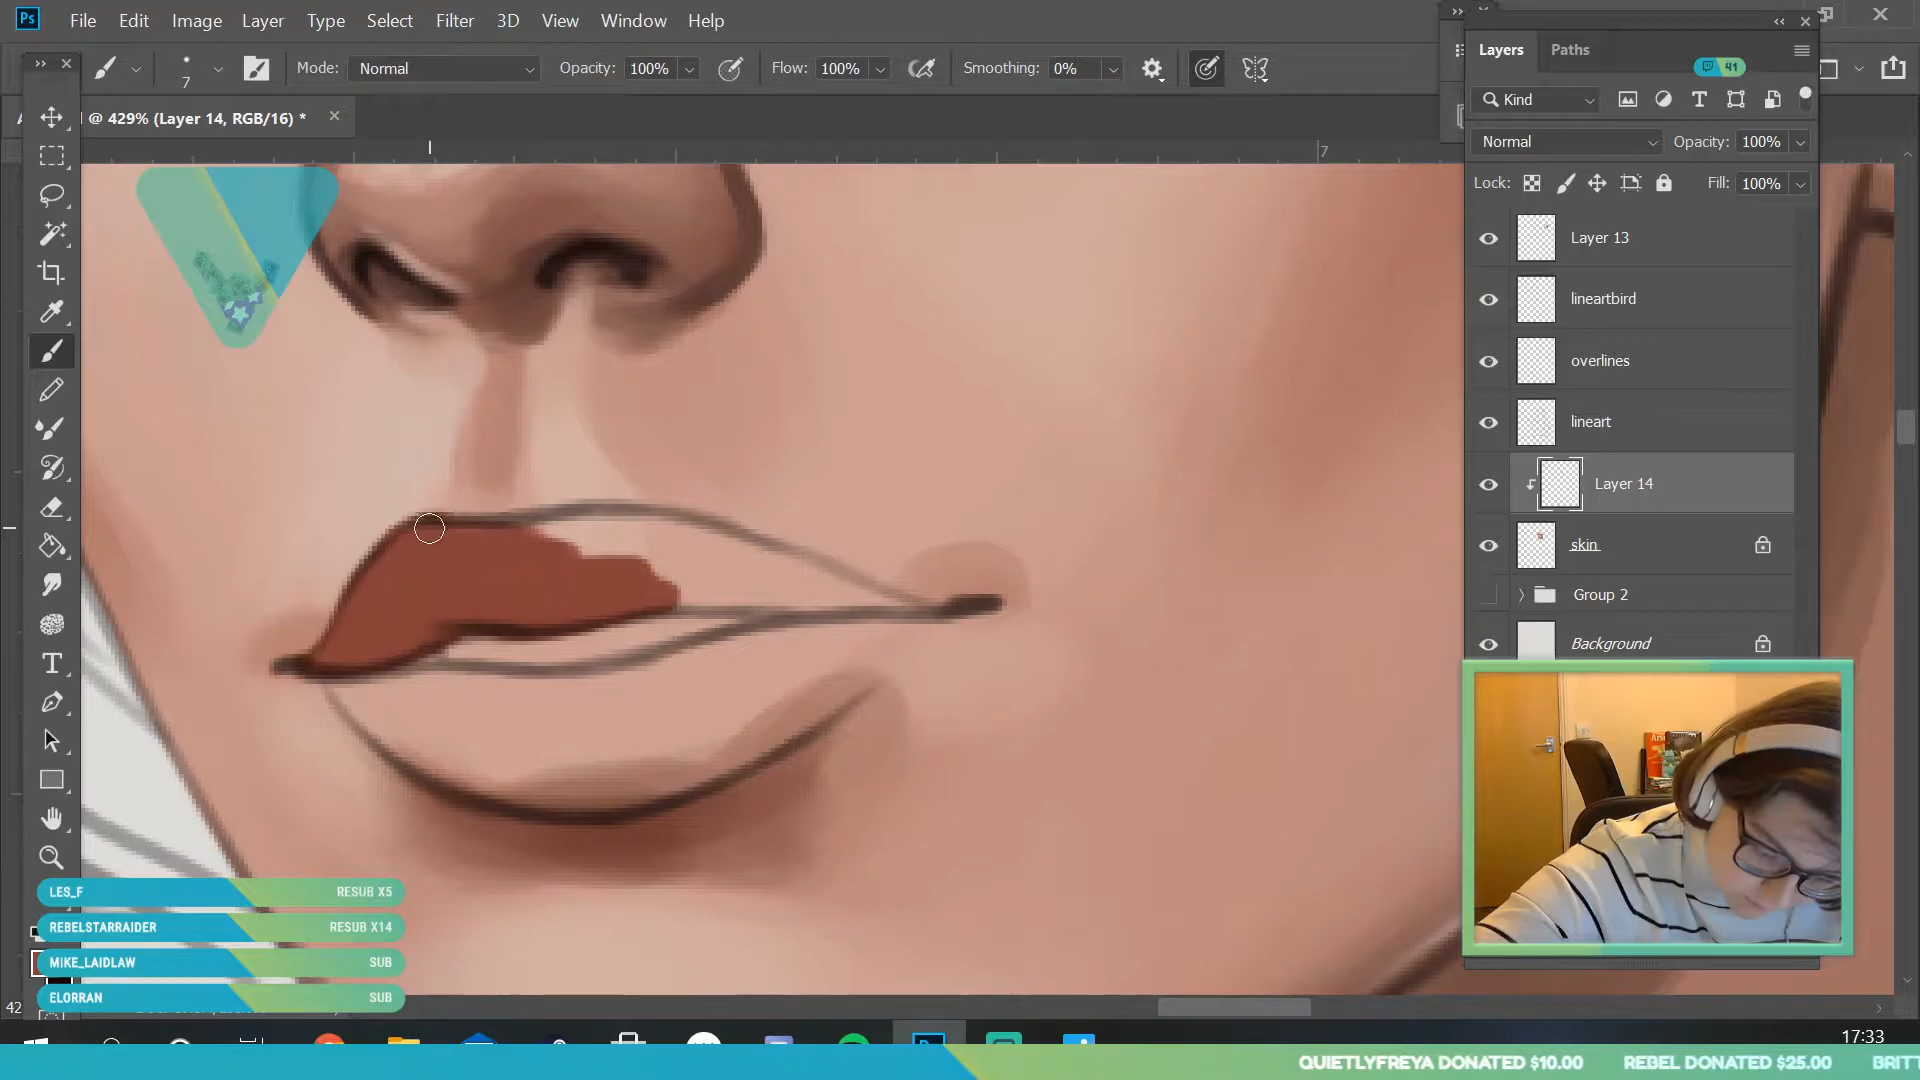 Ps File Edit Image Layer Type Select Filter 3D View Window Help
7 Mode: Normal Opacity: 100% Flow: 100% Smoothing: 0%
@ 429% (Layer 14, RGB/16) *
7
Layers Paths
41
Kind
Normal Opacity: 100%
Lock: Fill: 100%
Layer 13
lineartbird
overlines
lineart
Layer 14
skin
Group 2
Background
LES_F RESUB X5
REBELSTARRAIDER RESUB X14
MIKE_LAIDLAW SUB
ELORRAN SUB
42
17:33
QUIETLYFREYA DONATED $10.00 REBEL DONATED $25.00 BRITT